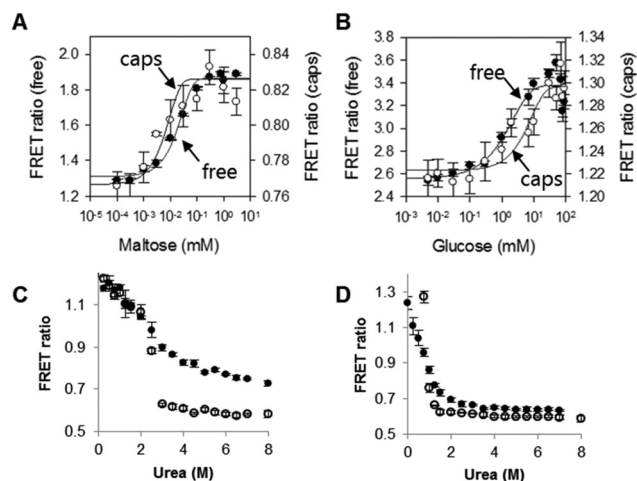 A
B
FRET ratio (free)
2.0
1.8
1.6
1.4
1.2
caps
free
0.84
0.82
0.80
0.78
0.76
FRET ratio (caps)
10-5 10-4 10-3 10-2 10-1 100 101
Maltose (mM)
FRET ratio (free)
3.8
3.6
3.4
3.2
3.0
2.8
2.6
2.4
free
caps
1.34
1.32
1.30
1.28
1.26
1.24
1.22
1.20
FRET ratio (caps)
10-3 10-2 10-1 100 101 102
Glucose (mM)
C
D
FRET ratio
1.1
0.9
0.7
0.5
0 2 4 6 8
Urea (M)
FRET ratio
1.3
1.1
0.9
0.7
0.5
0 2 4 6 8
Urea (M)